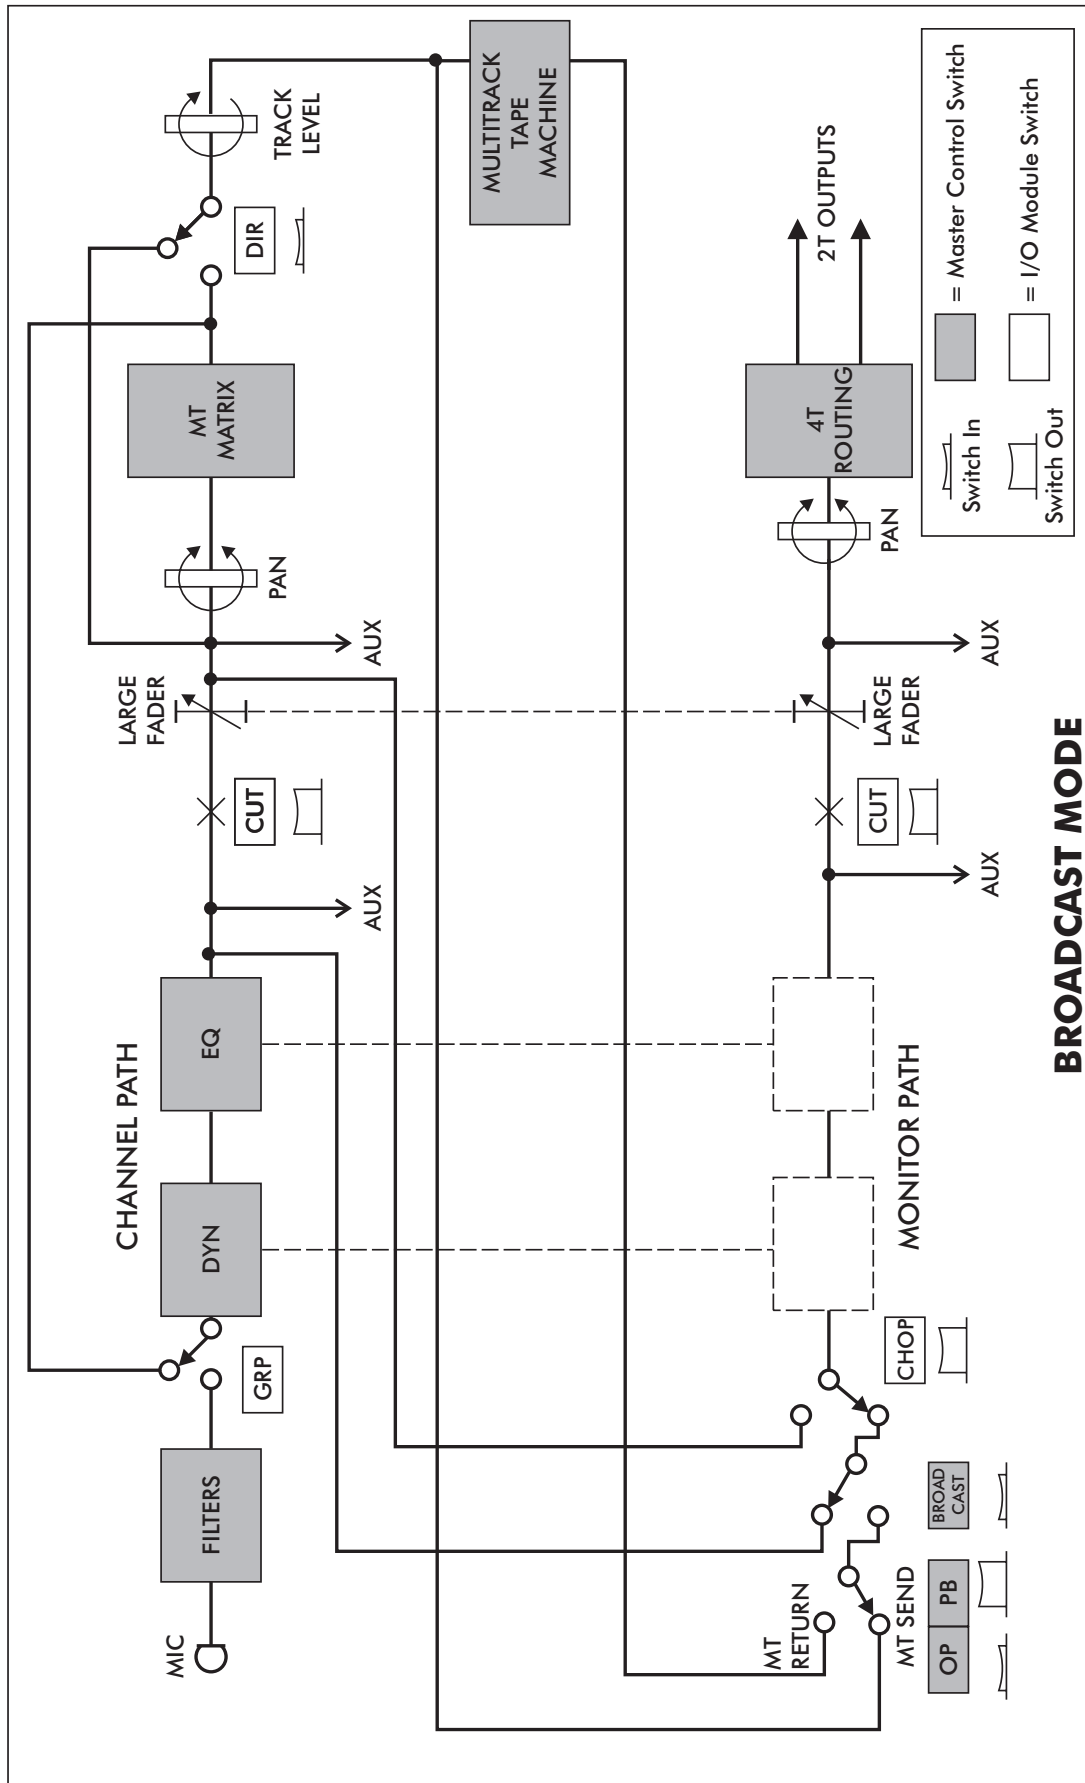 CHANNEL PATH
MIC
FILTERS
GRP
DYN
EQ
AUX
CUT
LARGE
FADER
AUX
PAN
MT
MATRIX
DIR
TRACK
LEVEL
MULTITRACK
TAPE
MACHINE
MT
RETURN
MT SEND
OP
PB
BROAD
CAST
CHOP
MONITOR PATH
AUX
CUT
LARGE
FADER
AUX
PAN
4T
ROUTING
2T OUTPUTS
Switch In
Switch Out
= Master Control Switch
= I/O Module Switch
BROADCAST MODE